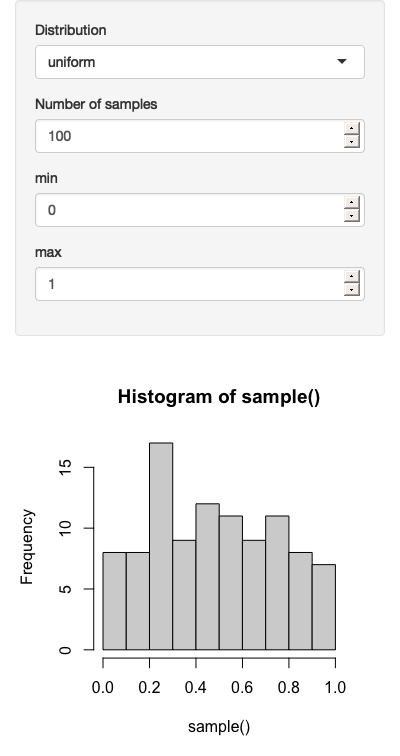 Distribution
uniform
Number of samples
100
min
0
max
1
Histogram of sample()
Frequency
15
10
5
0
0.0 0.2 0.4 0.6 0.8 1.0
sample()